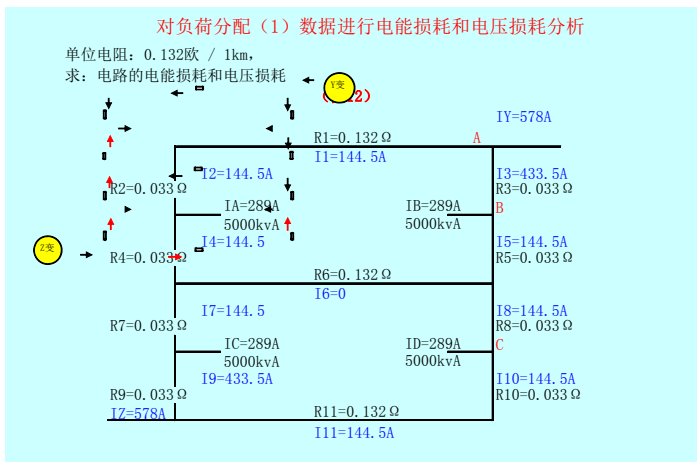 对负荷分配（1）数据进行电能损耗和电压损耗分析
单位电阻：0.132欧 / 1km，
求：电路的电能损耗和电压损耗
Y变
IY=578A
R1=0.132Ω
A
I1=144.5A
I2=144.5A
I3=433.5A
R2=0.033Ω
R3=0.033Ω
IA=289A
IB=289A
B
5000kvA
5000kvA
I4=144.5
I5=144.5A
Z变
R4=0.033Ω
R5=0.033Ω
R6=0.132Ω
I6=0
I7=144.5
I8=144.5A
R7=0.033Ω
R8=0.033Ω
IC=289A
ID=289A
C
5000kvA
5000kvA
I9=433.5A
I10=144.5A
R9=0.033Ω
R10=0.033Ω
IZ=578A
R11=0.132Ω
I11=144.5A